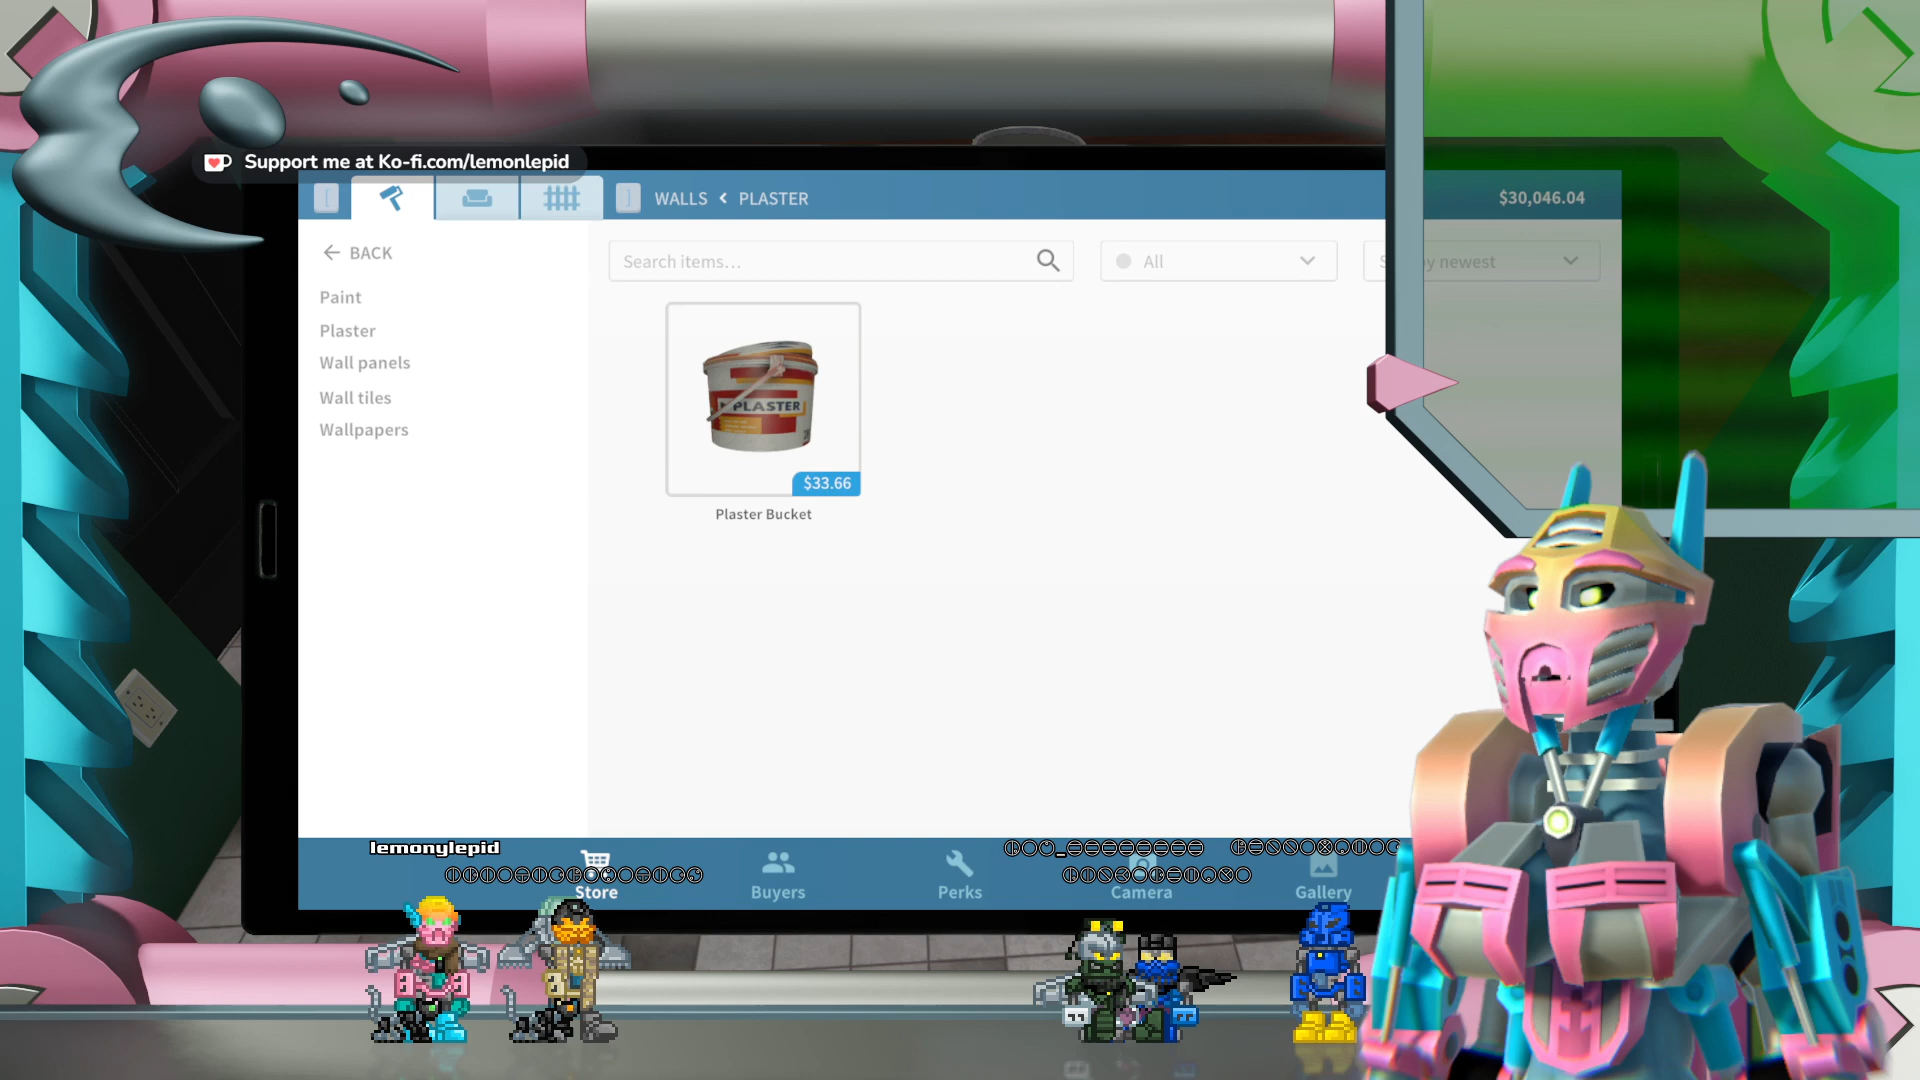 Support me at Ko-fi.com/lemonlepid
WALLS < PLASTER
$30,046.04
BACK
Search items...
All
by newest
Paint
Plaster
Wall panels
Wall tiles
Wallpapers
PLASTER
$33.66
Plaster Bucket
lemonylepid
Store
Buyers
Perks
Camera
Gallery